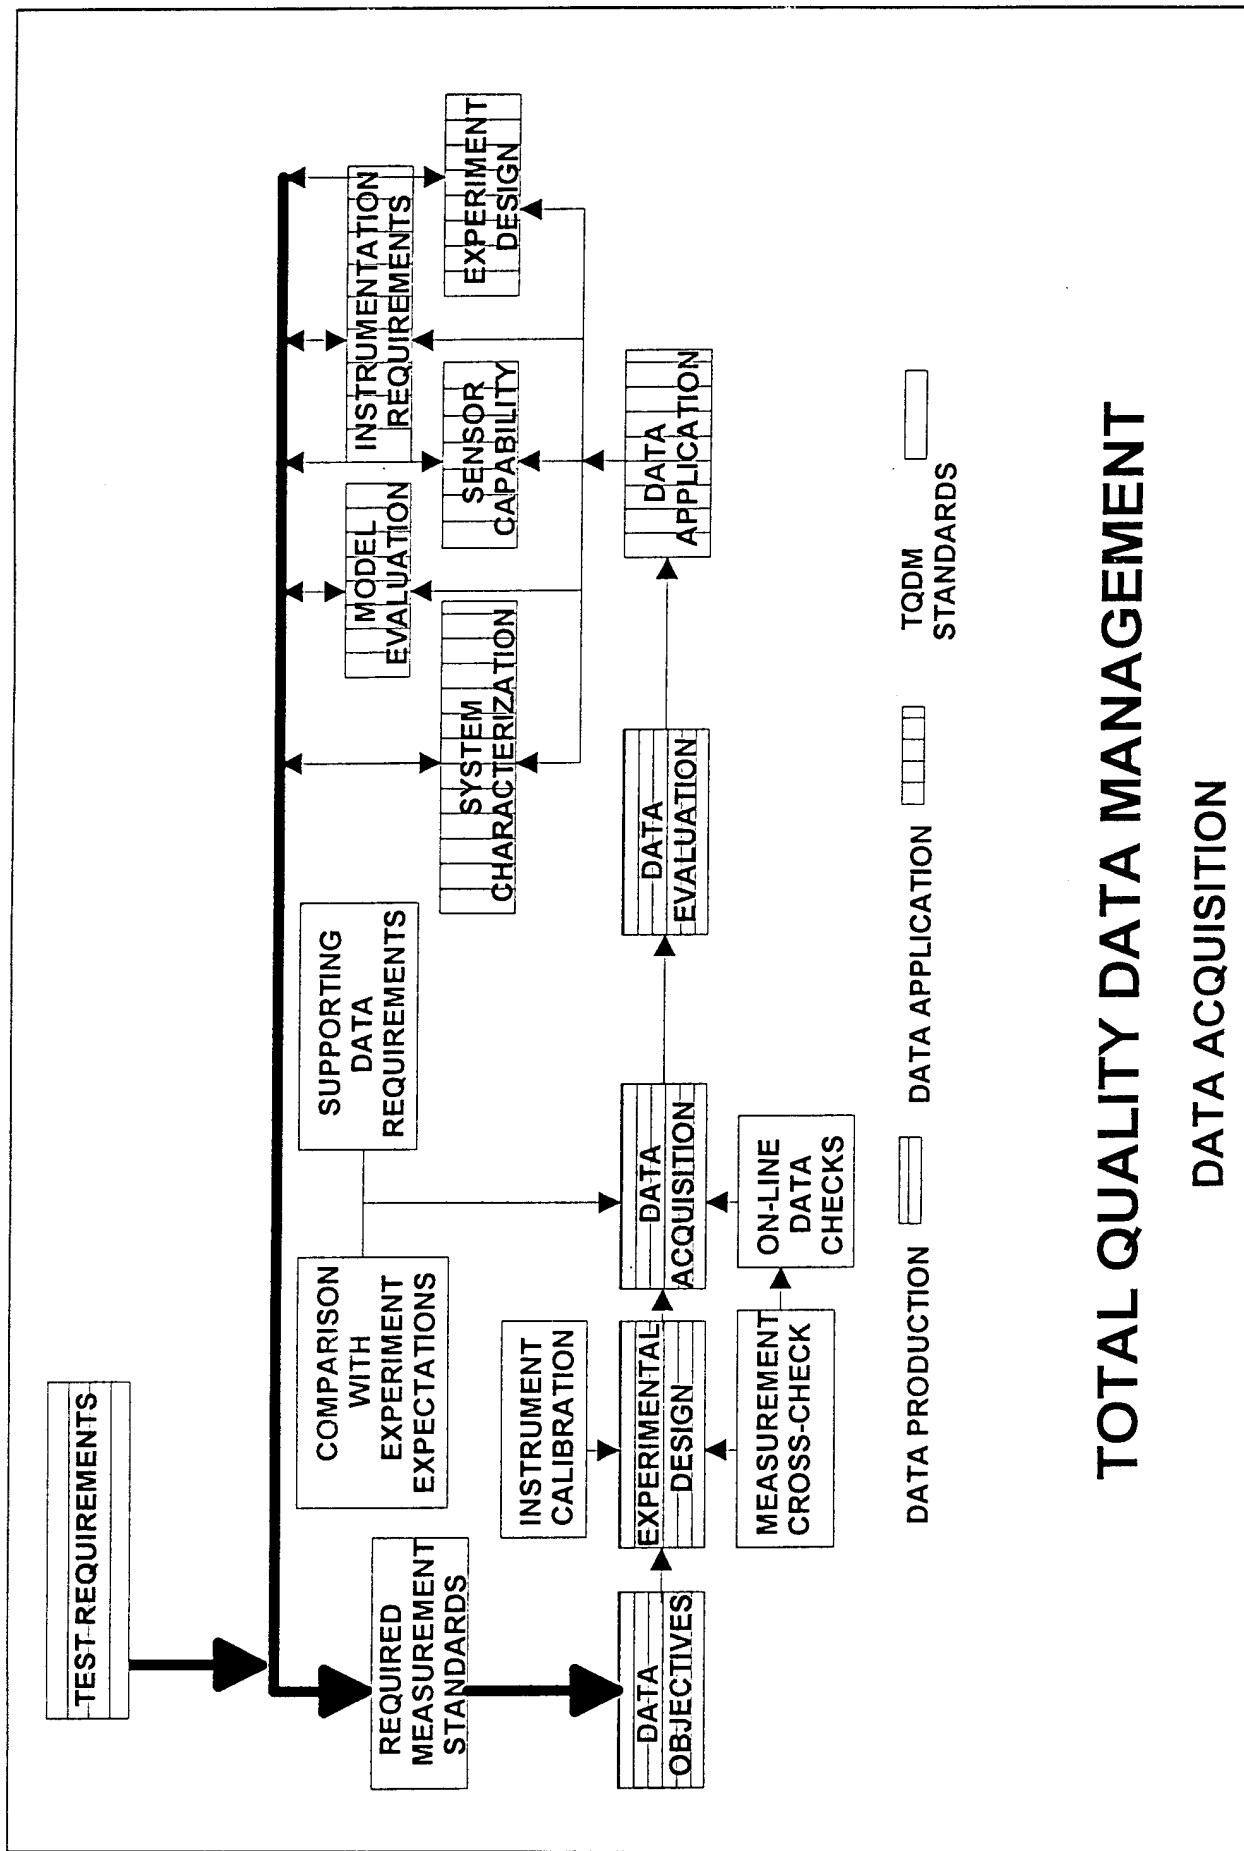 TEST REQUIREMENTS
REQUIRED
MEASUREMENT
STANDARDS
COMPARISON
WITH
EXPERIMENT
EXPECTATIONS
SUPPORTING
DATA
REQUIREMENTS
MODEL
EVALUATION
INSTRUMENTATION
REQUIREMENTS
SYSTEM
CHARACTERIZATION
SENSOR
CAPABILITY
EXPERIMENT
DESIGN
INSTRUMENT
CALIBRATION
DATA
OBJECTIVES
EXPERIMENTAL
DESIGN
DATA
ACQUISITION
DATA
EVALUATION
DATA
APPLICATION
MEASUREMENT
CROSS-CHECK
ON-LINE
DATA
CHECKS
DATA PRODUCTION
DATA APPLICATION
TQDM
STANDARDS
TOTAL QUALITY DATA MANAGEMENT
DATA ACQUISITION